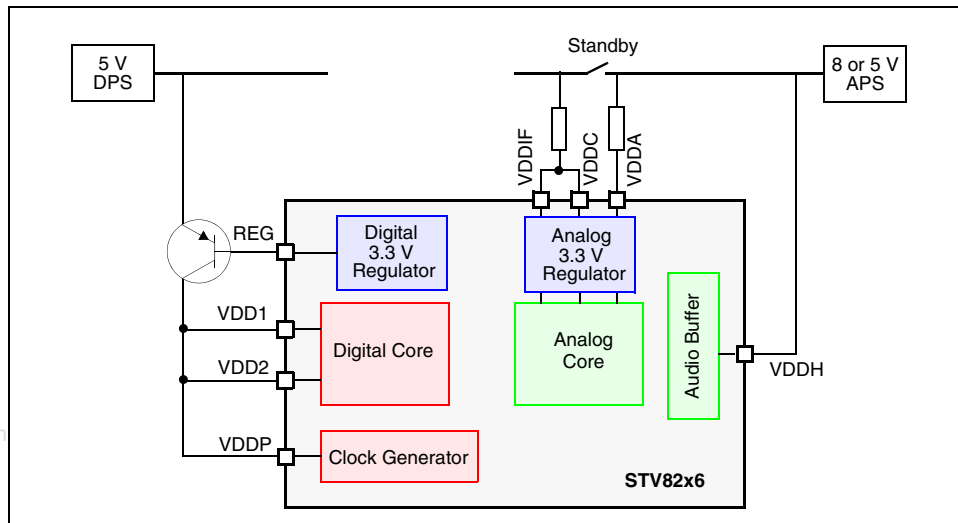 Standby
5 V
DPS
8 or 5 V
APS
VDDIF
VDDC
VDDA
REG
Digital
3.3 V
Regulator
Analog
3.3 V
Regulator
VDD1
Digital Core
Analog
Core
Audio Buffer
VDDH
VDD2
VDDP
Clock Generator
STV82x6